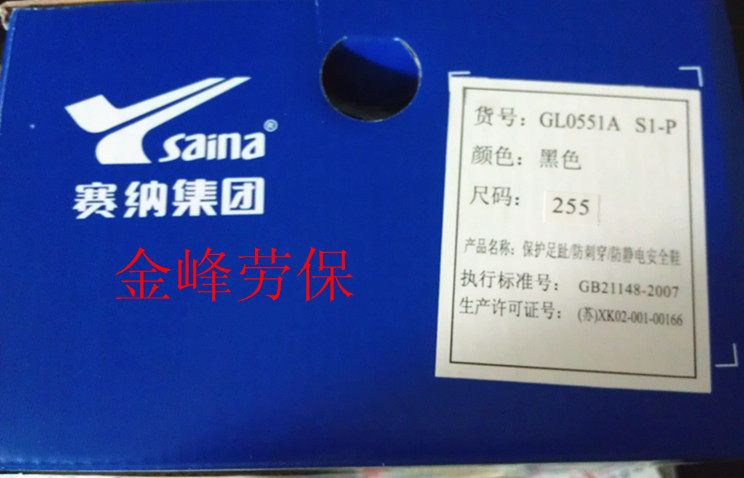 saina®
赛纳集团
金峰劳保
货号：GL0551A S1-P
颜色：黑色
尺码：255
产品名称：保护足趾/防刺穿/防静电安全鞋
执行标准号：GB21148-2007
生产许可证号：(苏)XK02-001-00166